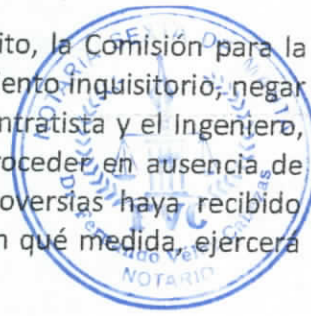 ito, la Comisión para la
ento inquisitorio, negar
ntratista y el Ingeniero,
roceder en ausencia de
oversias haya recibido
n qué medida, ejercerá
NOTARIO